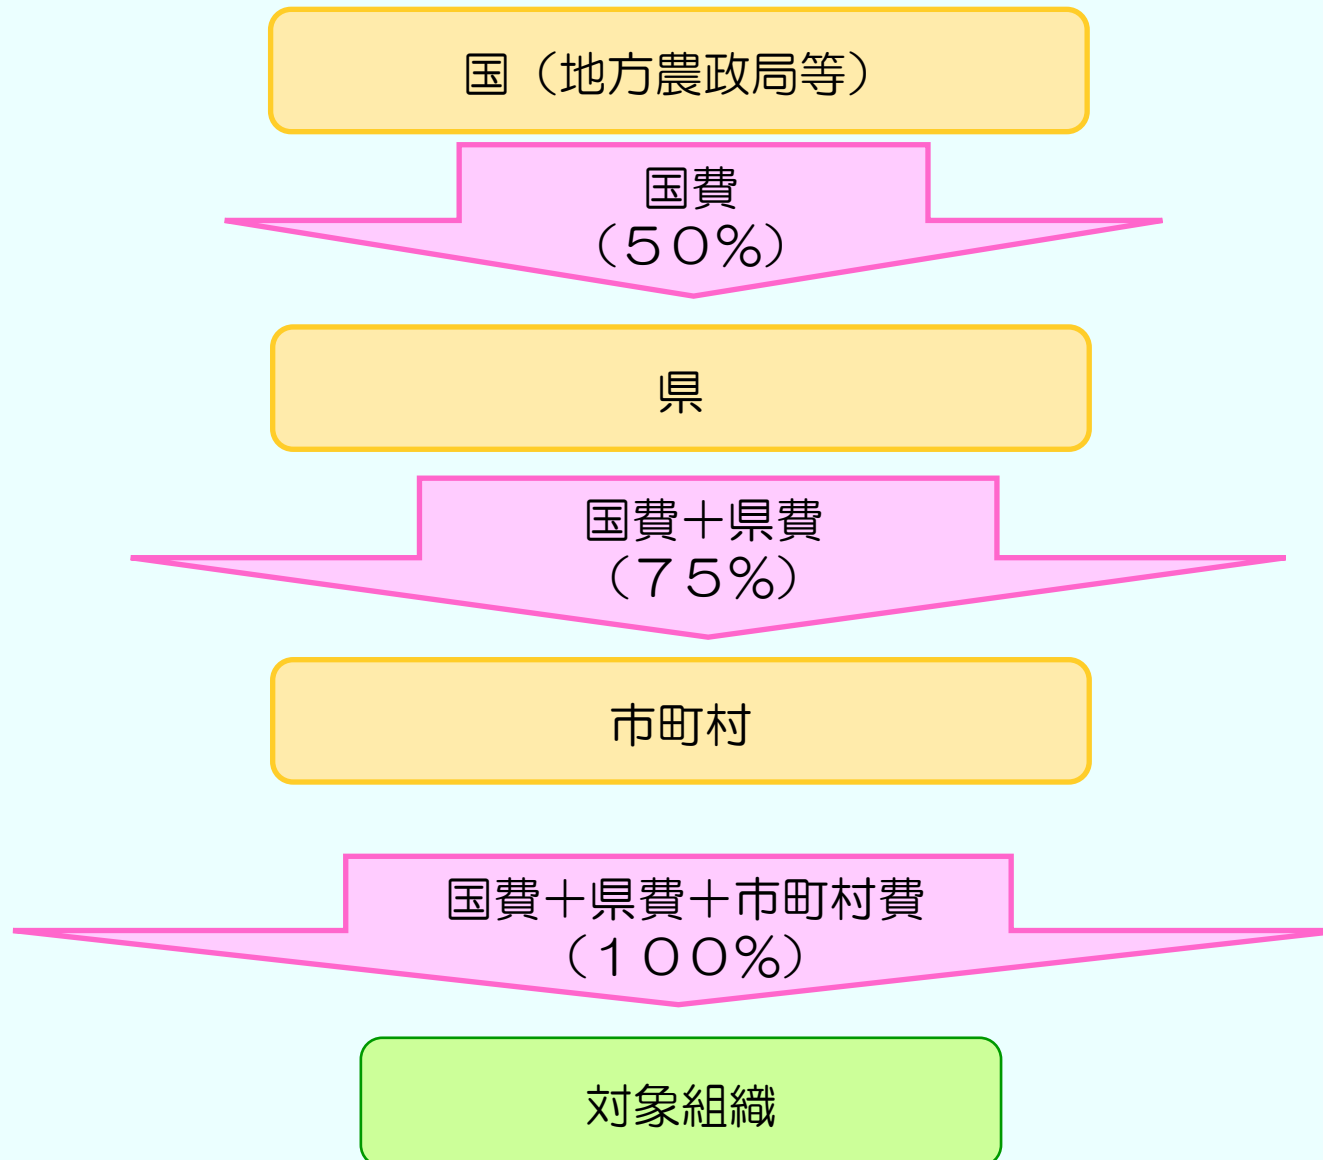 国（地方農政局等）
国費
（５０％）
県
国費＋県費
（７５％）
市町村
国費＋県費＋市町村費
（１００％）
対象組織